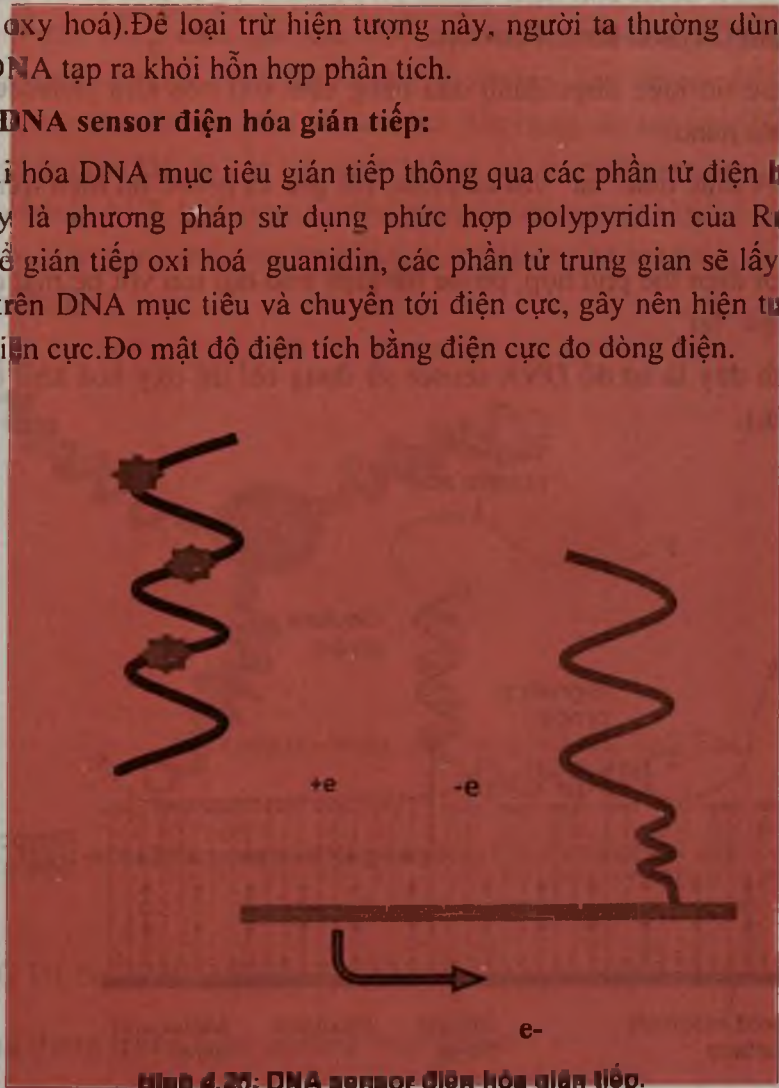 oxy hoá).Để loại trừ hiện tượng này, người ta thường dùn
DNA tạp ra khỏi hỗn hợp phân tích.
DNA sensor điện hóa gián tiếp:
i hóa DNA mục tiêu gián tiếp thông qua các phần tử điện h
y là phương pháp sử dụng phức hợp polypyridin của R
ể gián tiếp oxi hoá guanidin, các phần tử trung gian sẽ lấy
trên DNA mục tiêu và chuyển tới điện cực, gây nên hiện t
iện cực.Đo mật độ điện tích bằng điện cực đo dòng điện.
+e -e
e-
DNA sensor điện hóa gián tiếp.